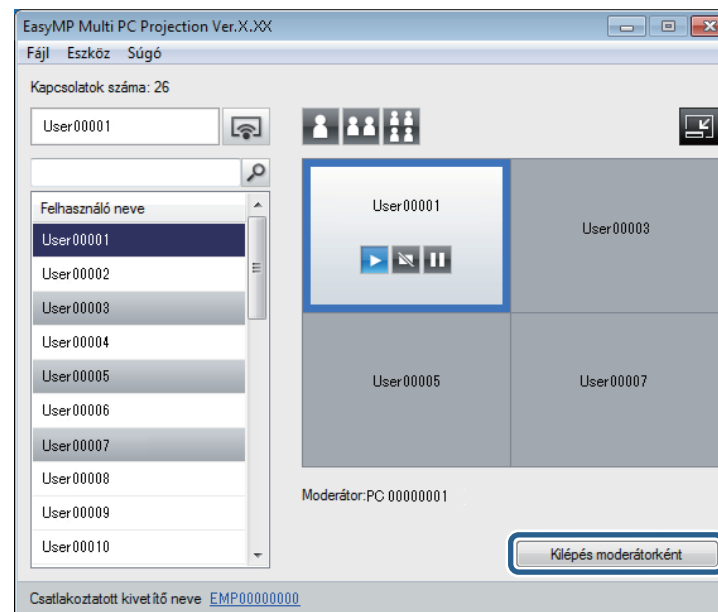 EasyMP Multi PC Projection Ver.X.XX
Fájl Eszköz Súgó
Kapcsolatok száma: 26
User00001
Felhasználó neve
User00001
User00002
User00003
User00004
User00005
User00006
User00007
User00008
User00009
User00010
User00001
User00003
User00005
User00007
Moderátor:PC 00000001
Kilépés moderátorként
Csatlakoztatott kivetítő neve EMP00000000